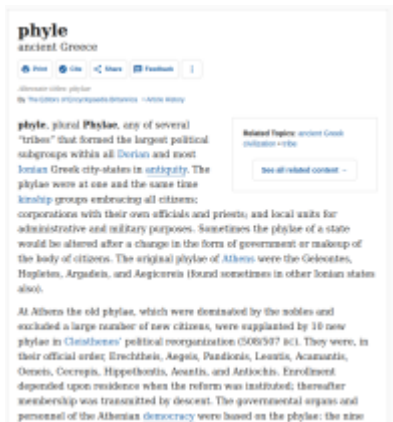 phyle
ancient Greece
Print Cite Share Feedback
Alternate titles: phylae
By The Editors of Encyclopaedia Britannica • Article History
phyle, plural Phylae, any of several
"tribes" that formed the largest political
subgroups within all Dorian and most
Ionian Greek city-states in antiquity. The
phylae were at one and the same time
kinship groups embracing all citizens;
corporations with their own officials and priests; and local units for
administrative and military purposes. Sometimes the phylae of a state
would be altered after a change in the form of government or makeup of
the body of citizens. The original phylae of Athens were the Geleontes,
Hopletes, Argadeis, and Aegicoreis (found sometimes in other Ionian states
also).
Related Topics: ancient Greek
civilization • tribe
See all related content →
At Athens the old phylae, which were dominated by the nobles and
excluded a large number of new citizens, were supplanted by 10 new
phylae in Cleisthenes' political reorganization (508/507 BC). They were, in
their official order, Erechtheis, Aegeis, Pandionis, Leontis, Acamantis,
Oeneis, Cecropis, Hippothontis, Aeantis, and Antiochis. Enrollment
depended upon residence when the reform was instituted; thereafter
membership was transmitted by descent. The governmental organs and
personnel of the Athenian democracy were based on the phylae: the nine